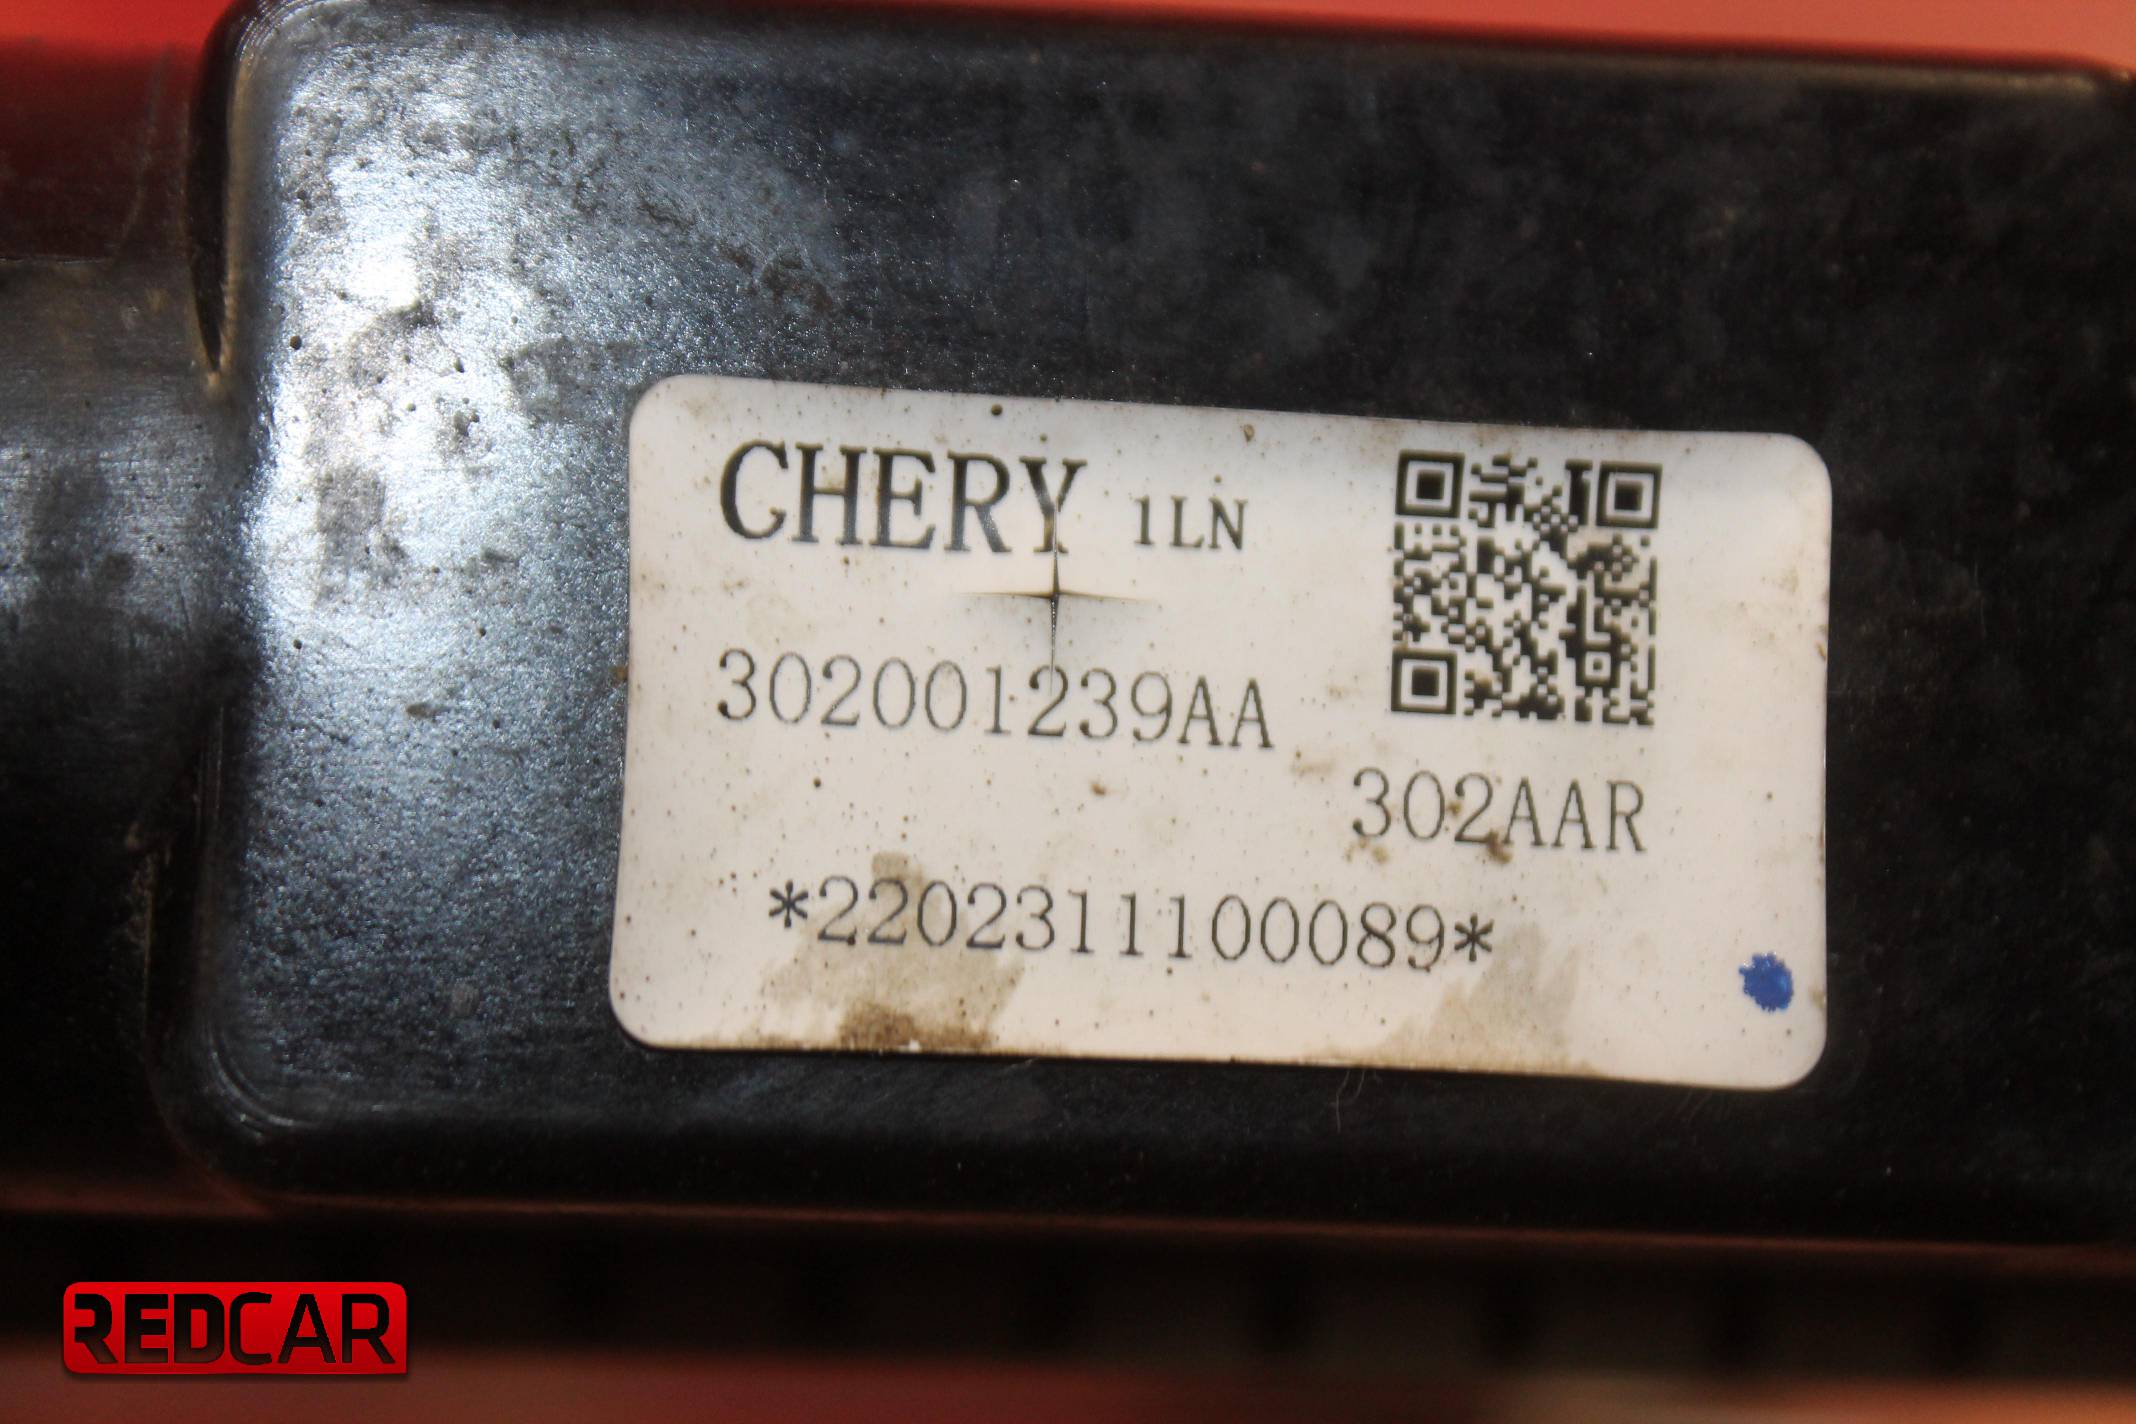 CHERY 1LN
302001239AA
302AAR
*2202311100089*
REDCAR